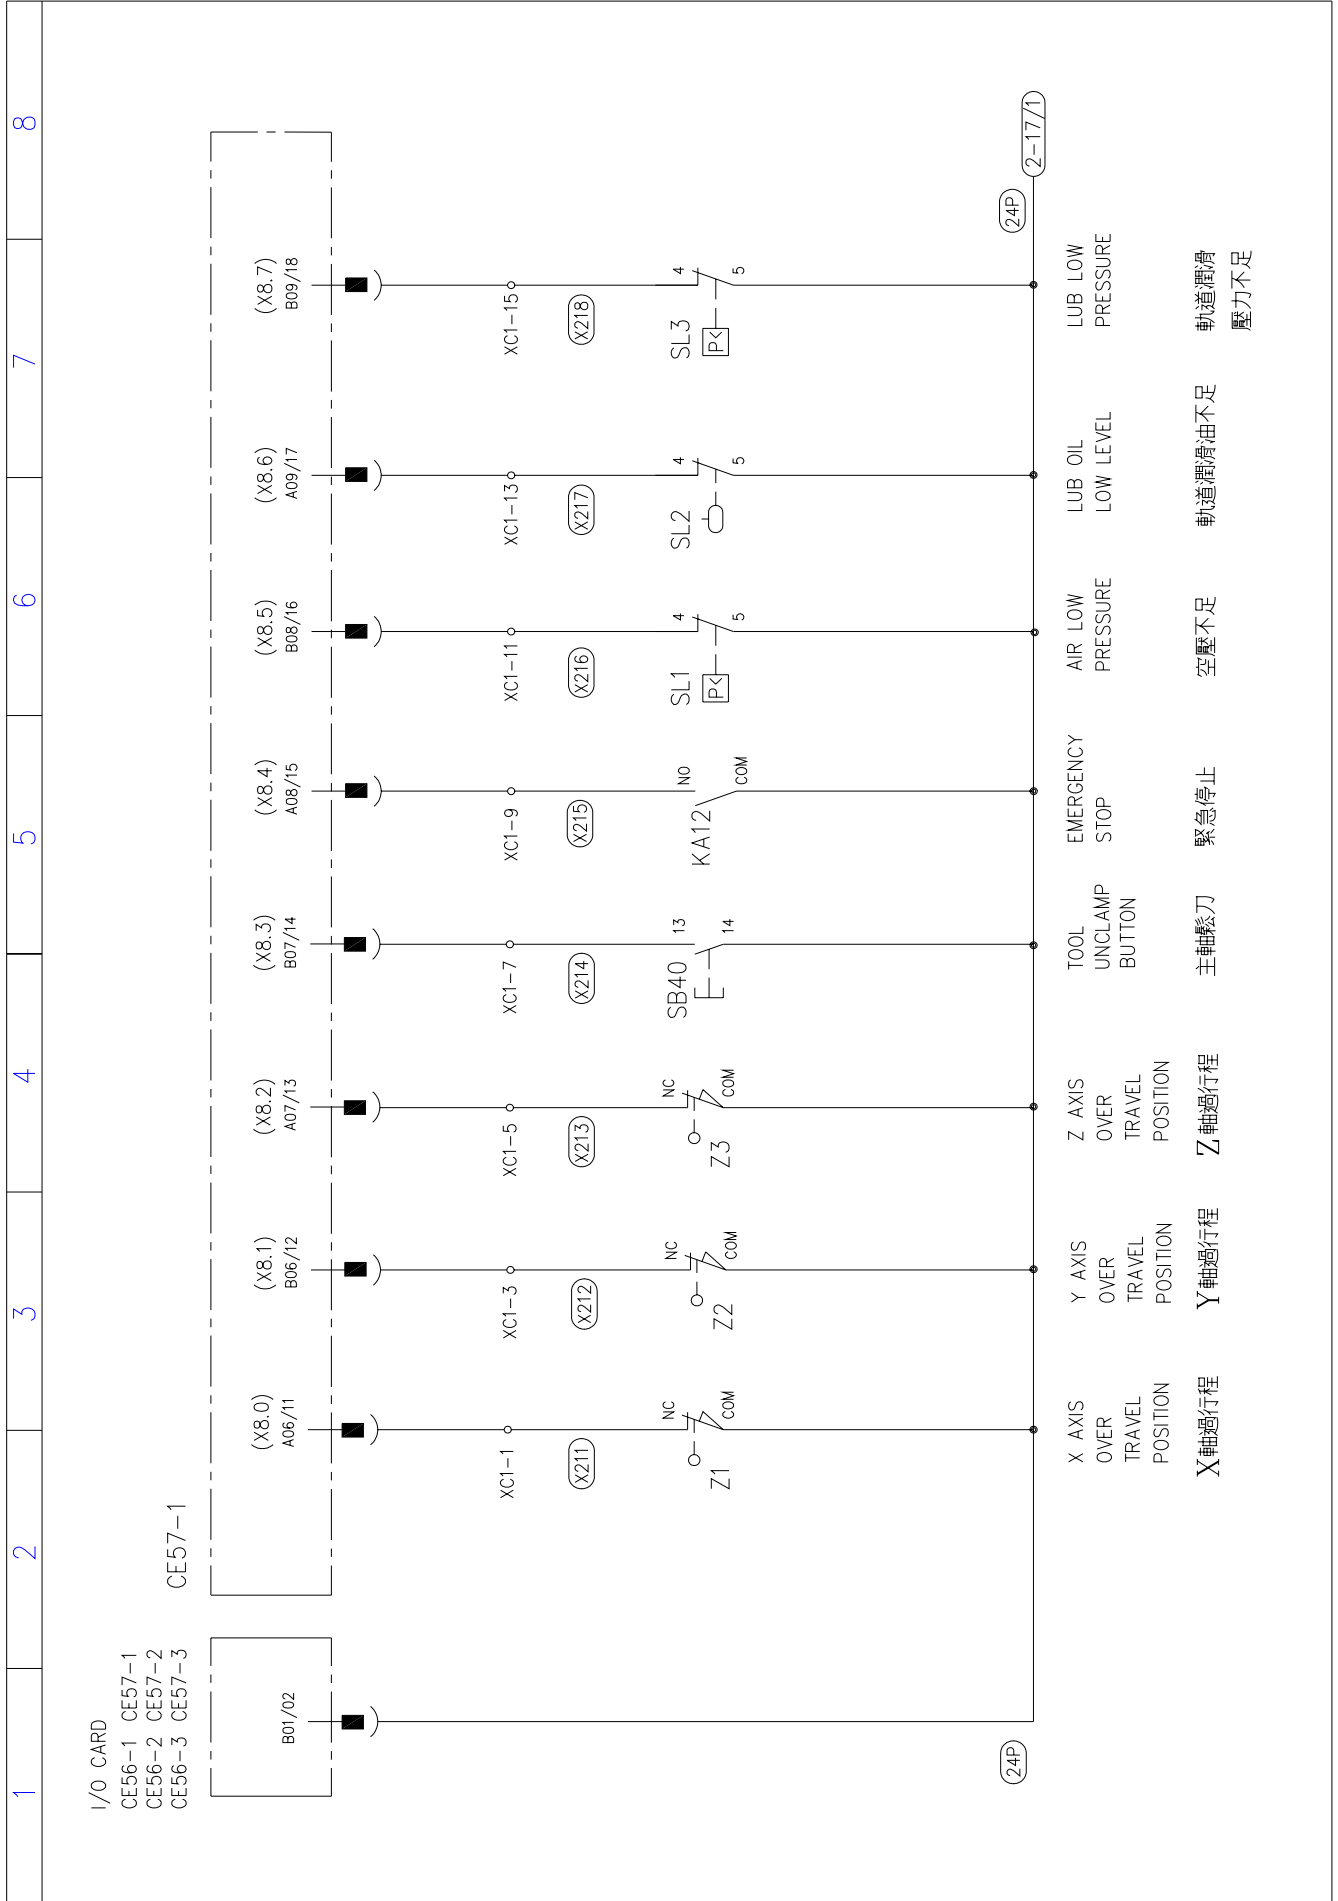 1
2
3
4
5
6
7
8
I/O CARD
CE56-1 CE57-1
CE56-2 CE57-2
CE56-3 CE57-3
CE57-1
B01/02
(X8.0)
A06/11
(X8.1)
B06/12
(X8.2)
A07/13
(X8.3)
B07/14
(X8.4)
A08/15
(X8.5)
B08/16
(X8.6)
A09/17
(X8.7)
B09/18
XC1-1
XC1-3
XC1-5
XC1-7
XC1-9
XC1-11
XC1-13
XC1-15
X211
X212
X213
X214
X215
X216
X217
X218
NC
Z1
COM
NC
Z2
COM
NC
Z3
COM
13
SB40
14
NO
KA12
COM
4
SL1
P<
5
4
SL2
5
4
SL3
P<
5
24P
24P
2-17/1
X AXIS
OVER
TRAVEL
POSITION
X軸過行程
Y AXIS
OVER
TRAVEL
POSITION
Y軸過行程
Z AXIS
OVER
TRAVEL
POSITION
Z軸過行程
TOOL
UNCLAMP
BUTTON
主軸鬆刀
EMERGENCY
STOP
緊急停止
AIR LOW
PRESSURE
空壓不足
LUB OIL
LOW LEVEL
軌道潤滑油不足
LUB LOW
PRESSURE
軌道潤滑
壓力不足